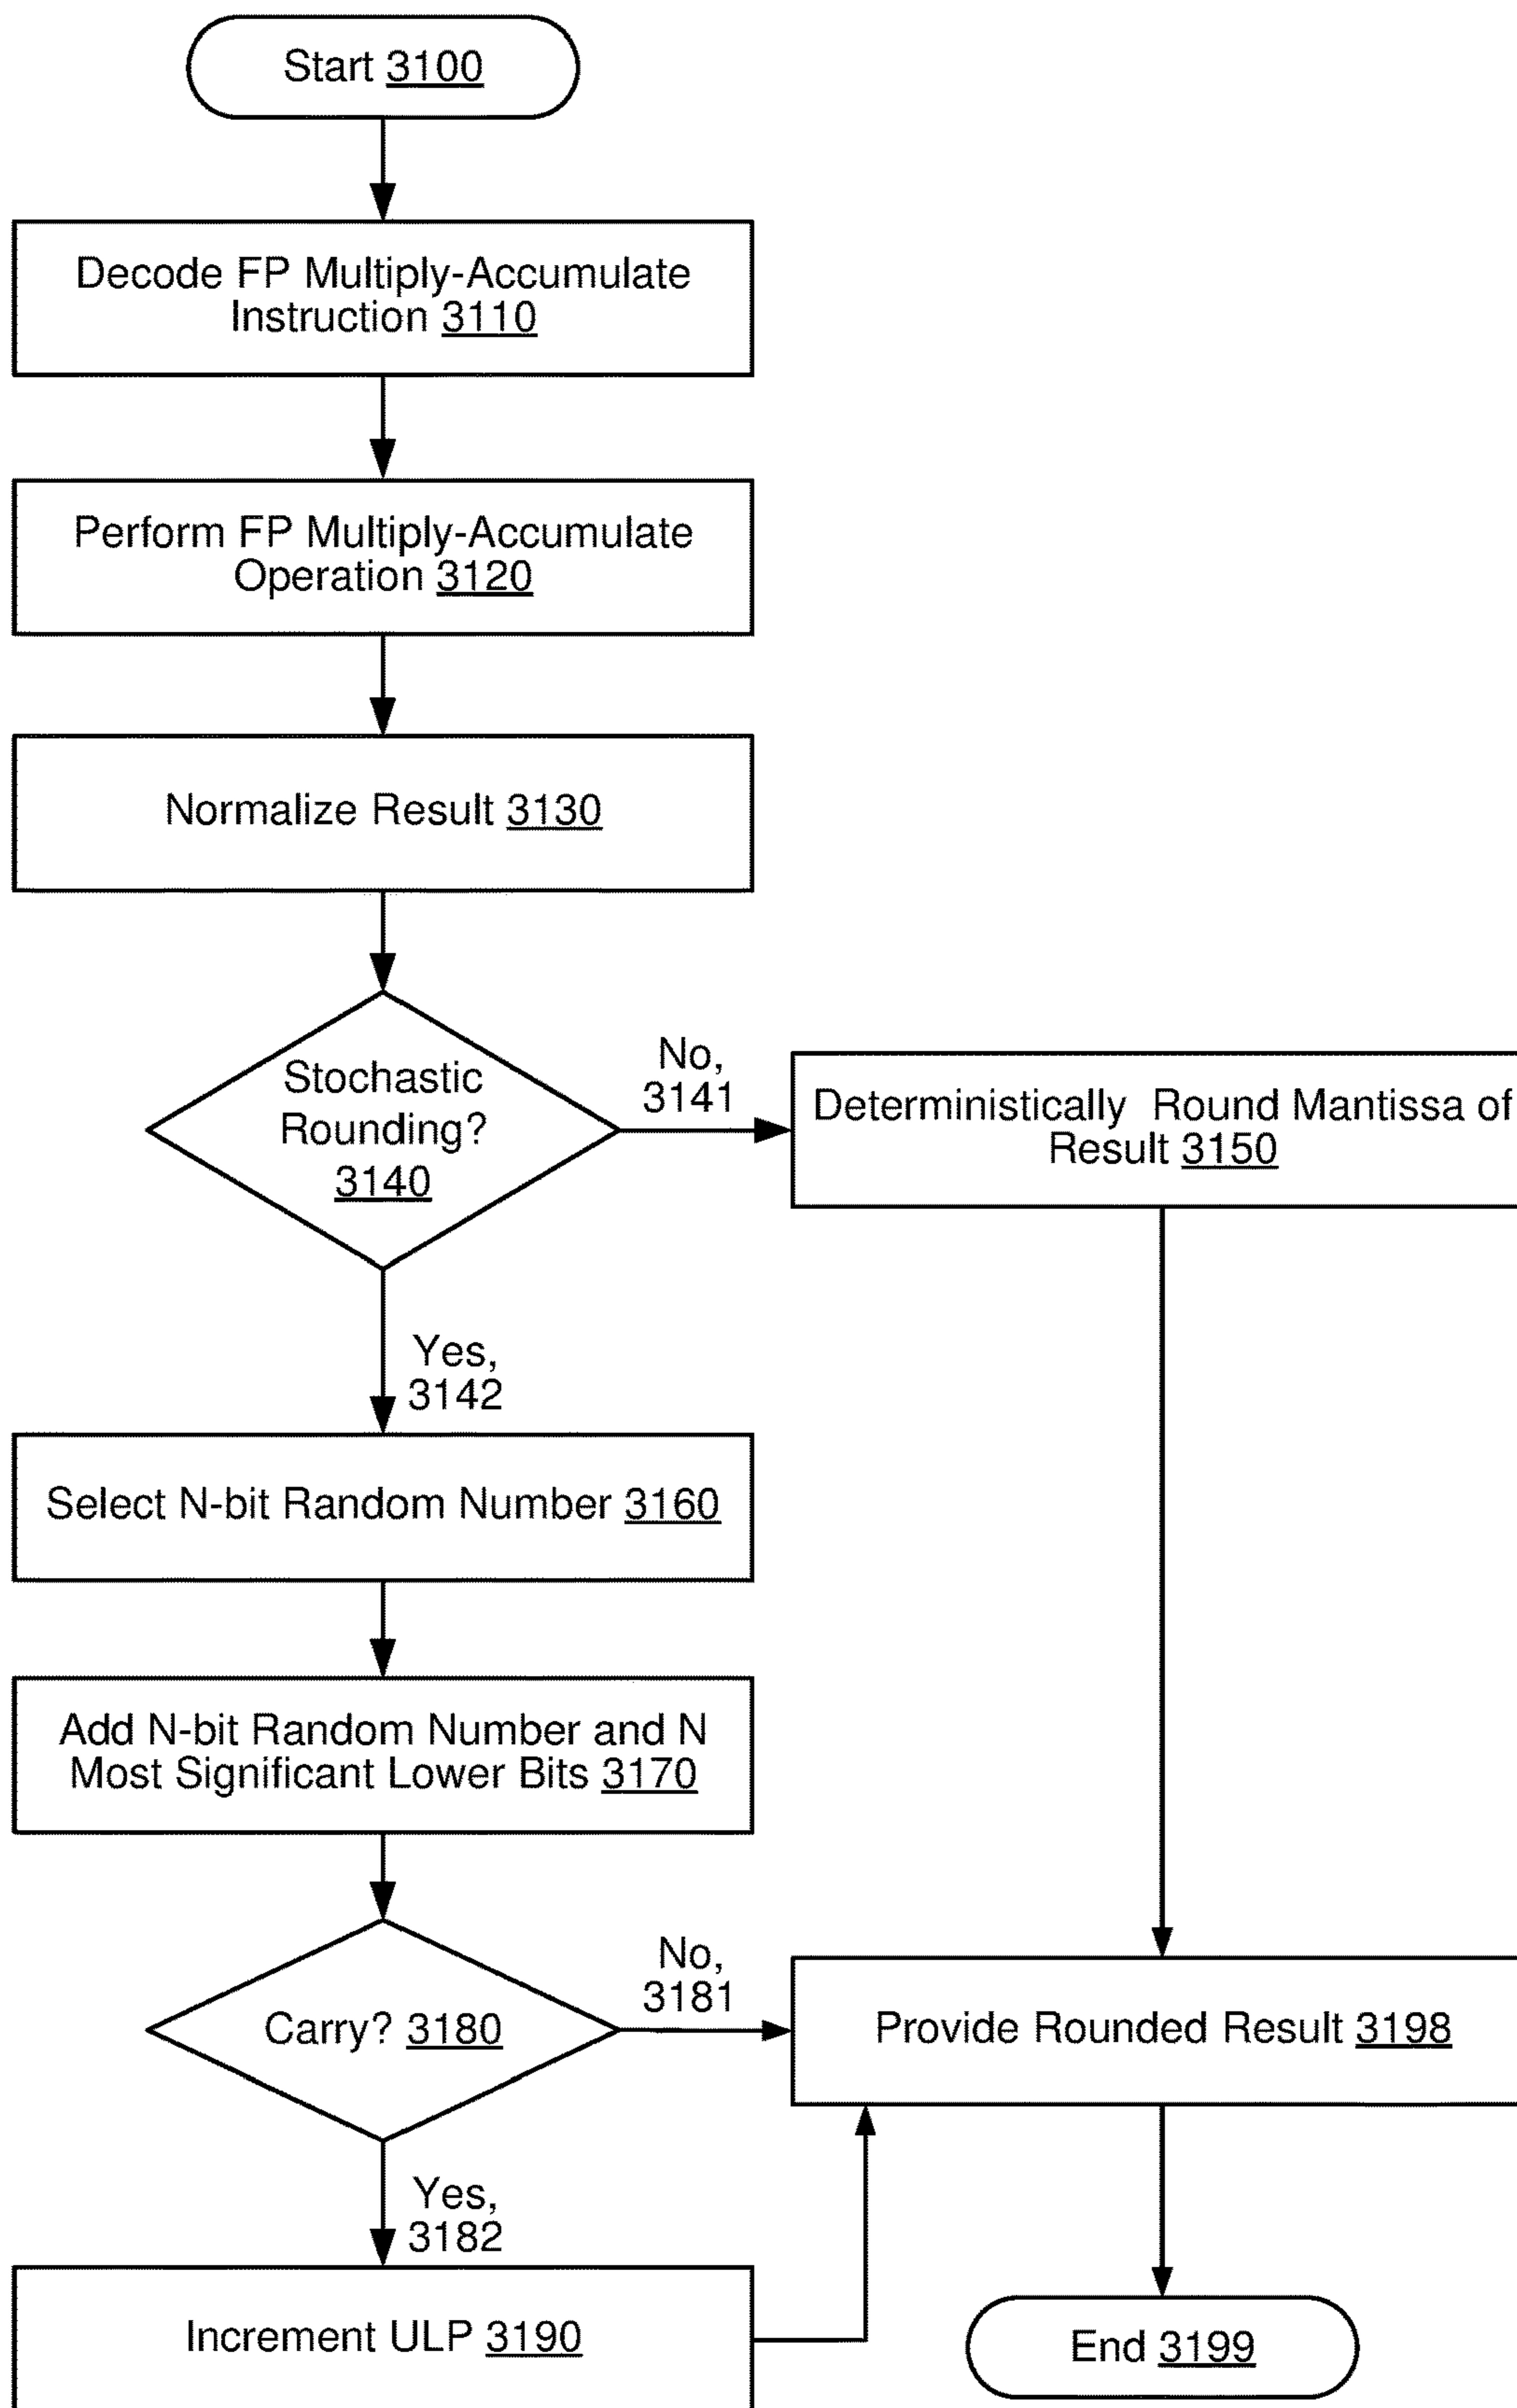 Start 3100
Decode FP Multiply-Accumulate
Instruction 3110
Perform FP Multiply-Accumulate
Operation 3120
Normalize Result 3130
Stochastic
Rounding?
3140
No,
3141
Deterministically Round Mantissa of
Result 3150
Yes,
3142
Select N-bit Random Number 3160
Add N-bit Random Number and N
Most Significant Lower Bits 3170
Carry? 3180
No,
3181
Provide Rounded Result 3198
Yes,
3182
Increment ULP 3190
End 3199